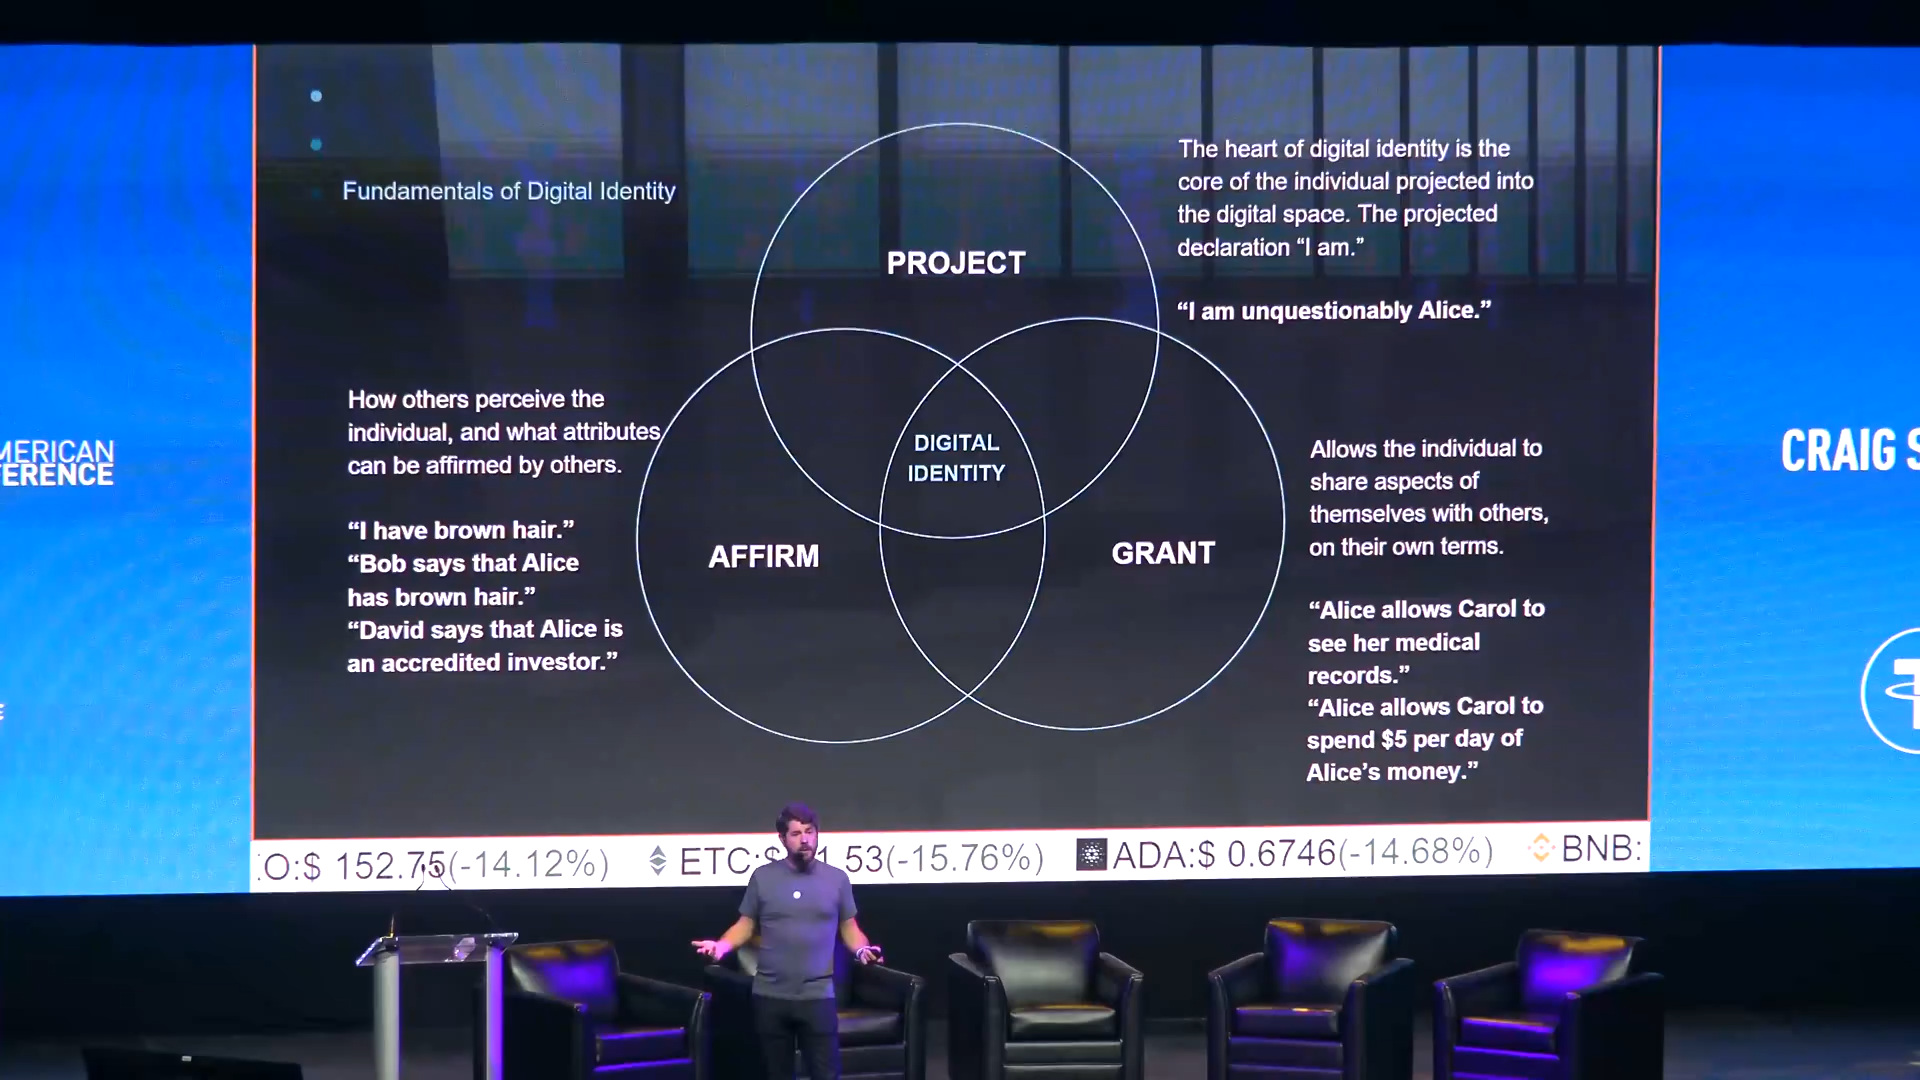 Fundamentals of Digital Identity
The heart of digital identity is the
core of the individual projected into
the digital space. The projected
declaration “I am.”
“I am unquestionably Alice.”
PROJECT
How others perceive the
individual, and what attributes
can be affirmed by others.
“I have brown hair.”
“Bob says that Alice
has brown hair.”
“David says that Alice is
an accredited investor.”
DIGITAL
IDENTITY
AFFIRM
GRANT
Allows the individual to
share aspects of
themselves with others,
on their own terms.
“Alice allows Carol to
see her medical
records.”
“Alice allows Carol to
spend $5 per day of
Alice’s money.”
MERICAN
ERENCE
CRAIG S
O:$ 152.75(-14.12%) ETC:$ 1.53(-15.76%) ADA:$ 0.6746(-14.68%) BNB: